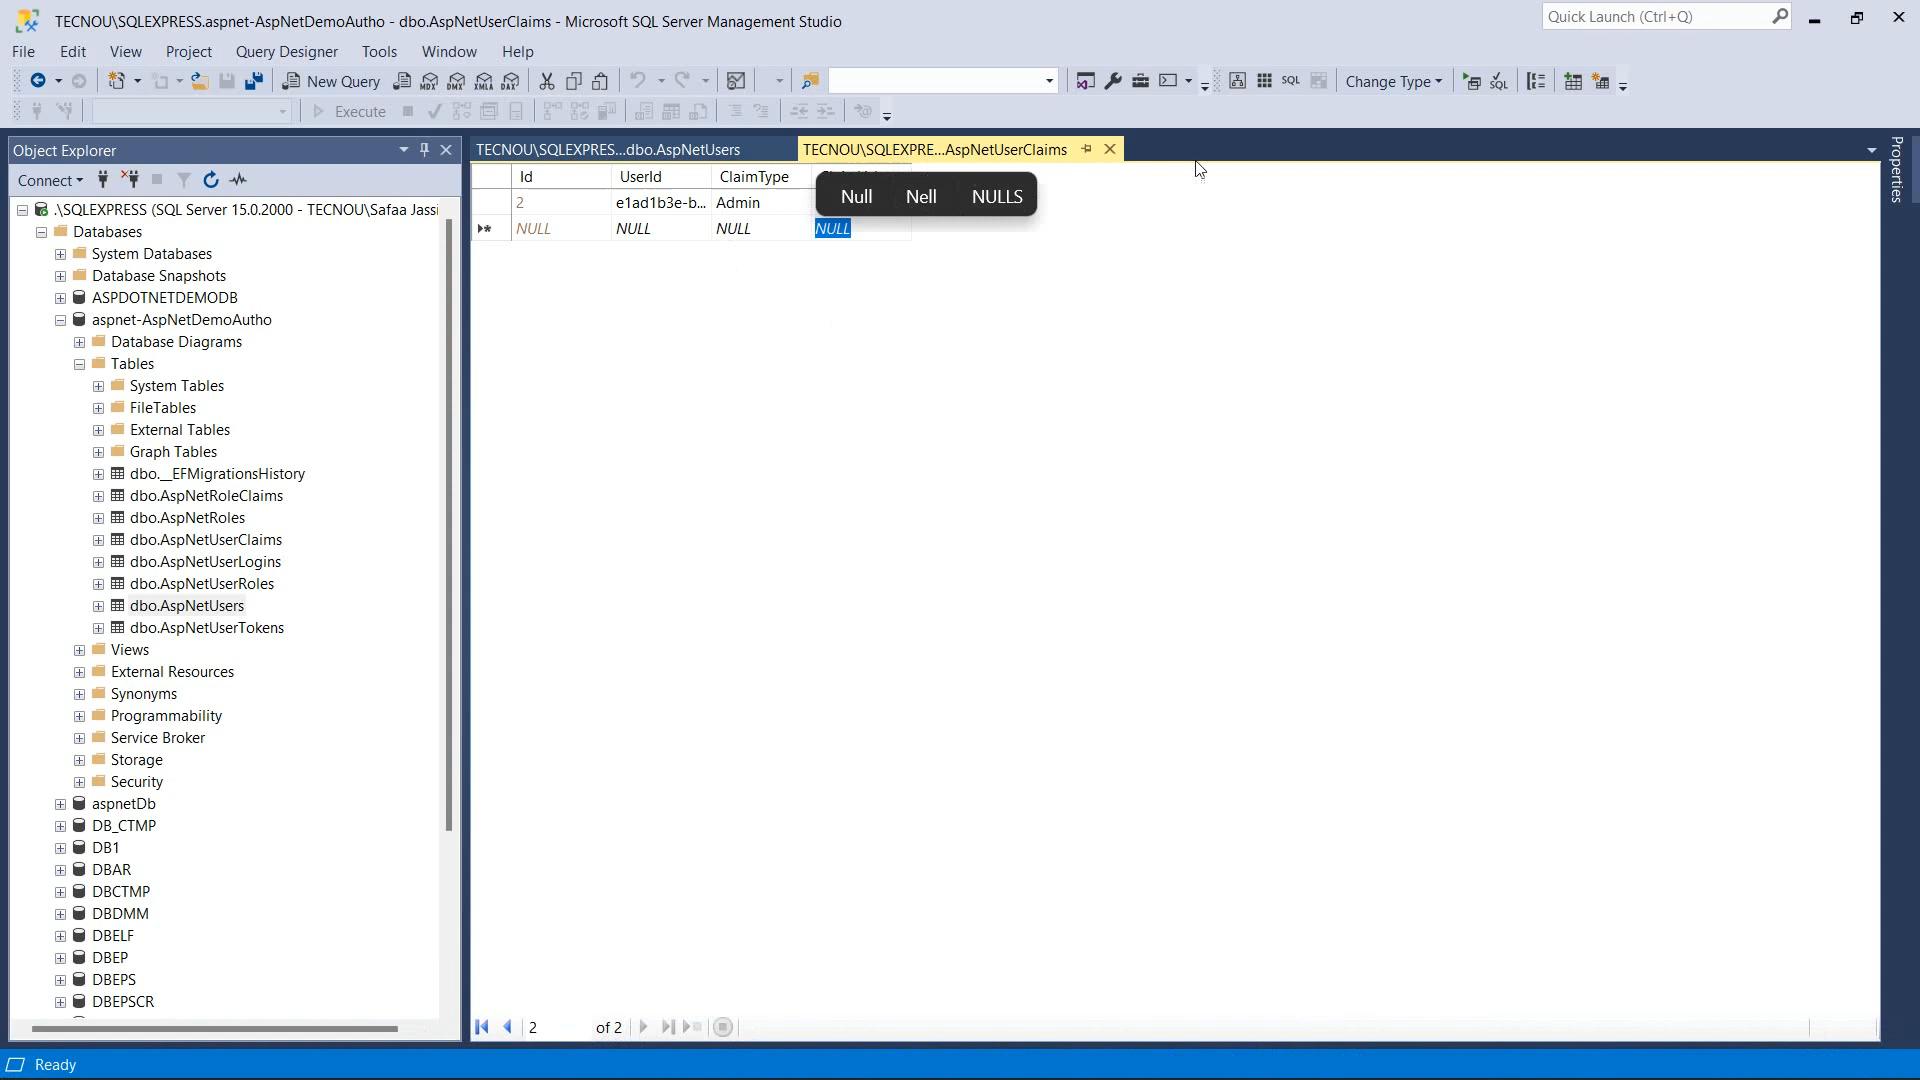 TECNOU\SQLEXPRESS.aspnet-AspNetDemoAutho - dbo.AspNetUserClaims - Microsoft SQL Server Management Studio
Quick Launch (Ctrl+Q)
File Edit View Project Query Designer Tools Window Help
New Query MDX DMX XMLA DAX SQL Change Type SQL
Execute
Object Explorer
Connect
.\SQLEXPRESS (SQL Server 15.0.2000 - TECNOU\Safaa Jassi
Databases
System Databases
Database Snapshots
ASPDOTNETDEMODB
aspnet-AspNetDemoAutho
Database Diagrams
Tables
System Tables
FileTables
External Tables
Graph Tables
dbo.__EFMigrationsHistory
dbo.AspNetRoleClaims
dbo.AspNetRoles
dbo.AspNetUserClaims
dbo.AspNetUserLogins
dbo.AspNetUserRoles
dbo.AspNetUsers
dbo.AspNetUserTokens
Views
External Resources
Synonyms
Programmability
Service Broker
Storage
Security
aspnetDb
DB_CTMP
DB1
DBAR
DBCTMP
DBDMM
DBELF
DBEP
DBEPS
DBEPSCR
TECNOU\SQLEXPRES...dbo.AspNetUsers TECNOU\SQLEXPRE...AspNetUserClaims
Id UserId ClaimType
2 e1ad1b3e-b... Admin
NULL NULL NULL NULL
Null Nell NULLS
2 of 2
Properties
Ready